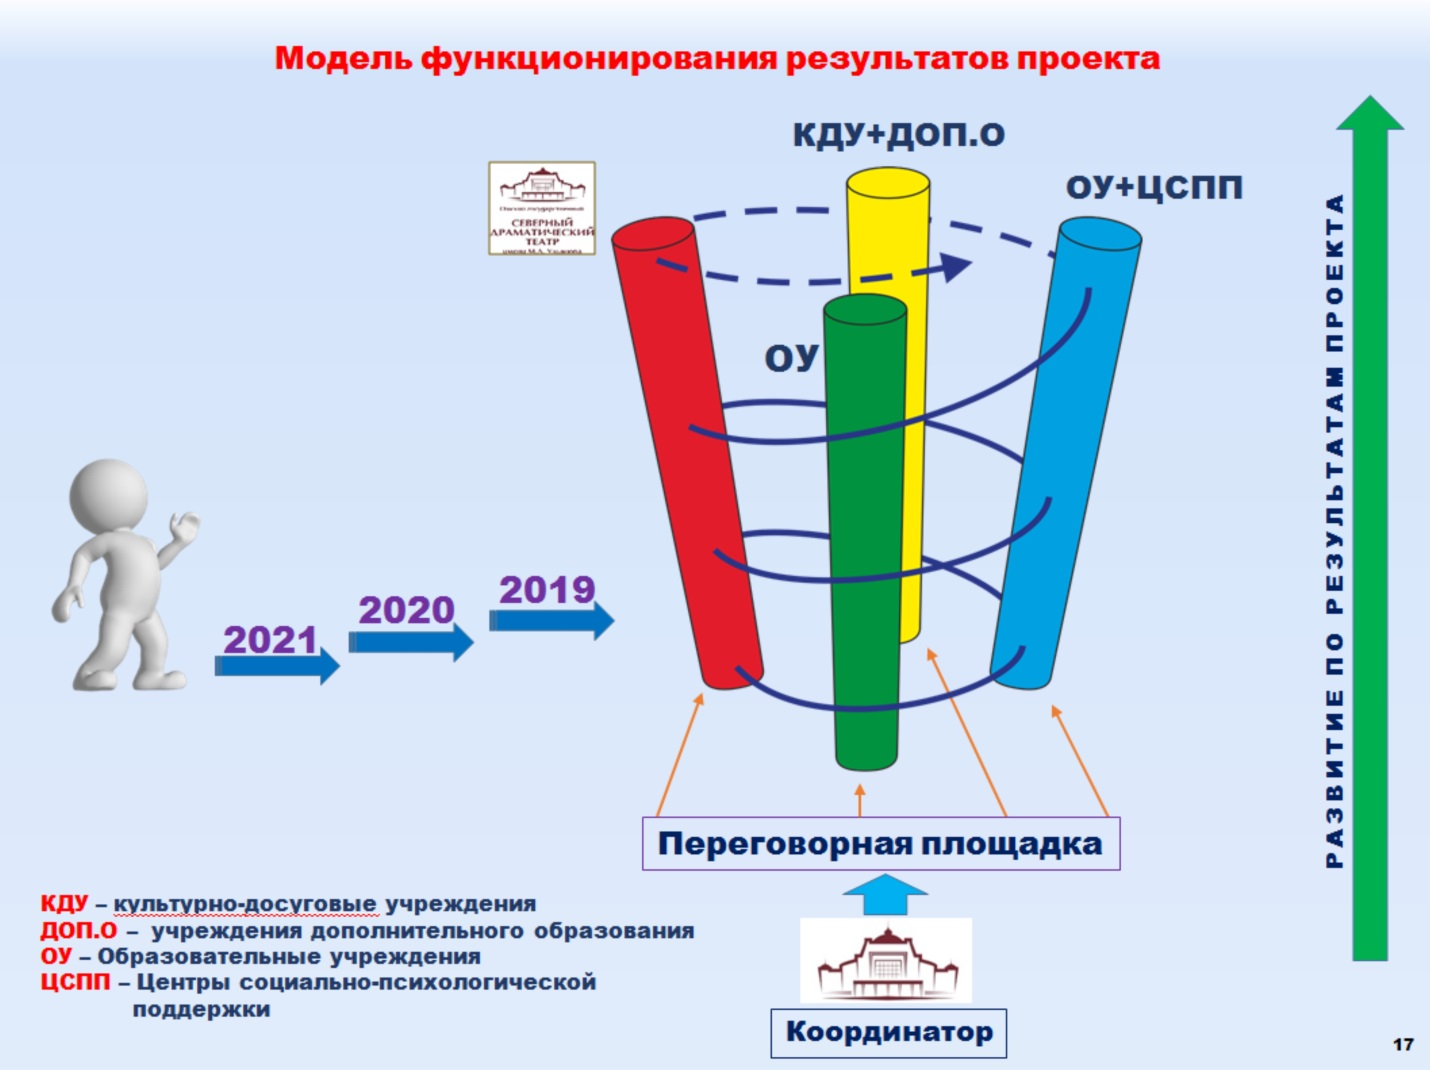 Модель функционирования результатов проекта
КДУ+ДОП.О
ОУ+ЦСПП
СЕВЕРНЫЙ
ДРАМАТИЧЕСКИЙ
ТЕАТР
ОУ
2019
2020
2021
РАЗВИТИЕ ПО РЕЗУЛЬТАТАМ ПРОЕКТА
Переговорная площадка
КДУ – культурно-досуговые учреждения
ДОП.О – учреждения дополнительного образования
ОУ – Образовательные учреждения
ЦСПП – Центры социально-психологической
поддержки
Координатор
17